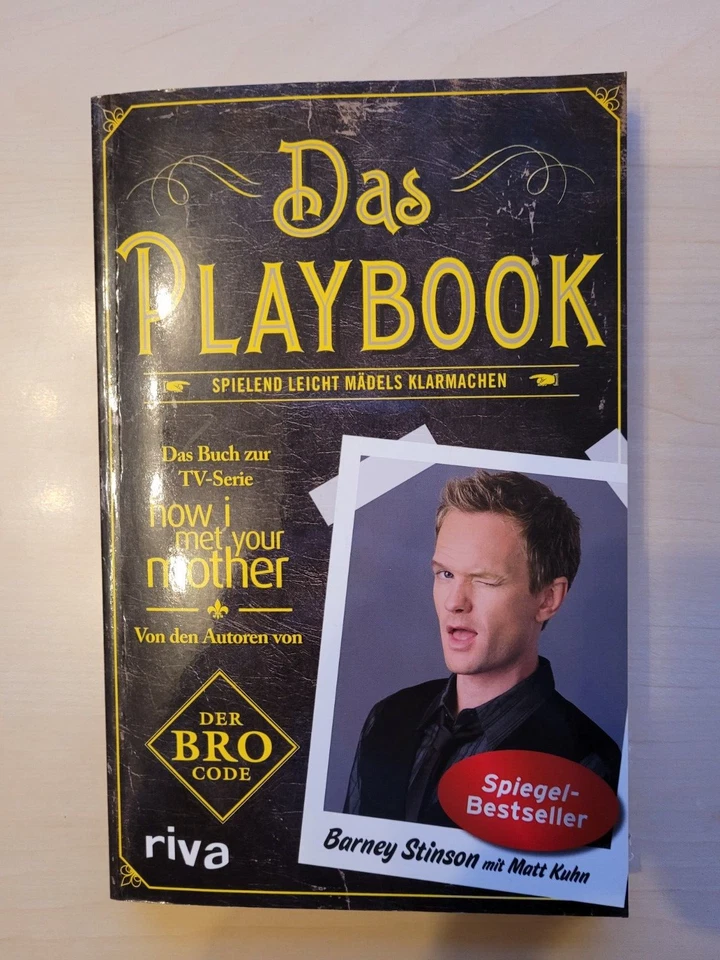 Das
PLAYBOOK
SPIELEND LEICHT MÄDELS KLARMACHEN
Das Buch zur
TV-Serie
how i
met your
mother
Von den Autoren von
DER
BRO
CODE
riva
Spiegel-
Bestseller
Barney Stinson mit Matt Kuhn